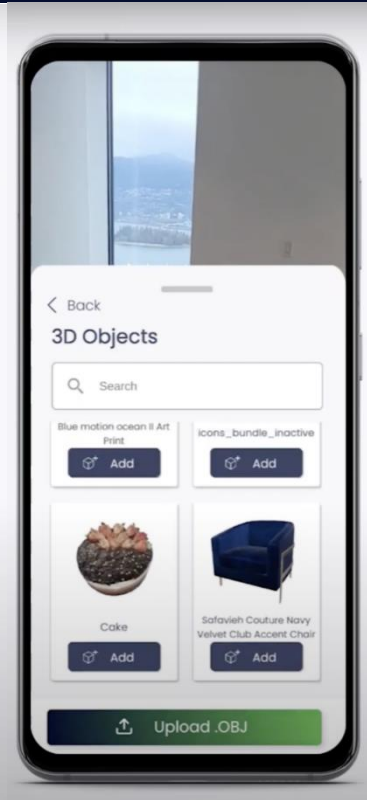 Back
3D Objects
Search
Blue motion ocean II Art
Print
Add
icons_bundle_inactive
Add
Cake
Add
Safavieh Couture Navy
Velvet Club Accent Chair
Add
Upload .OBJ